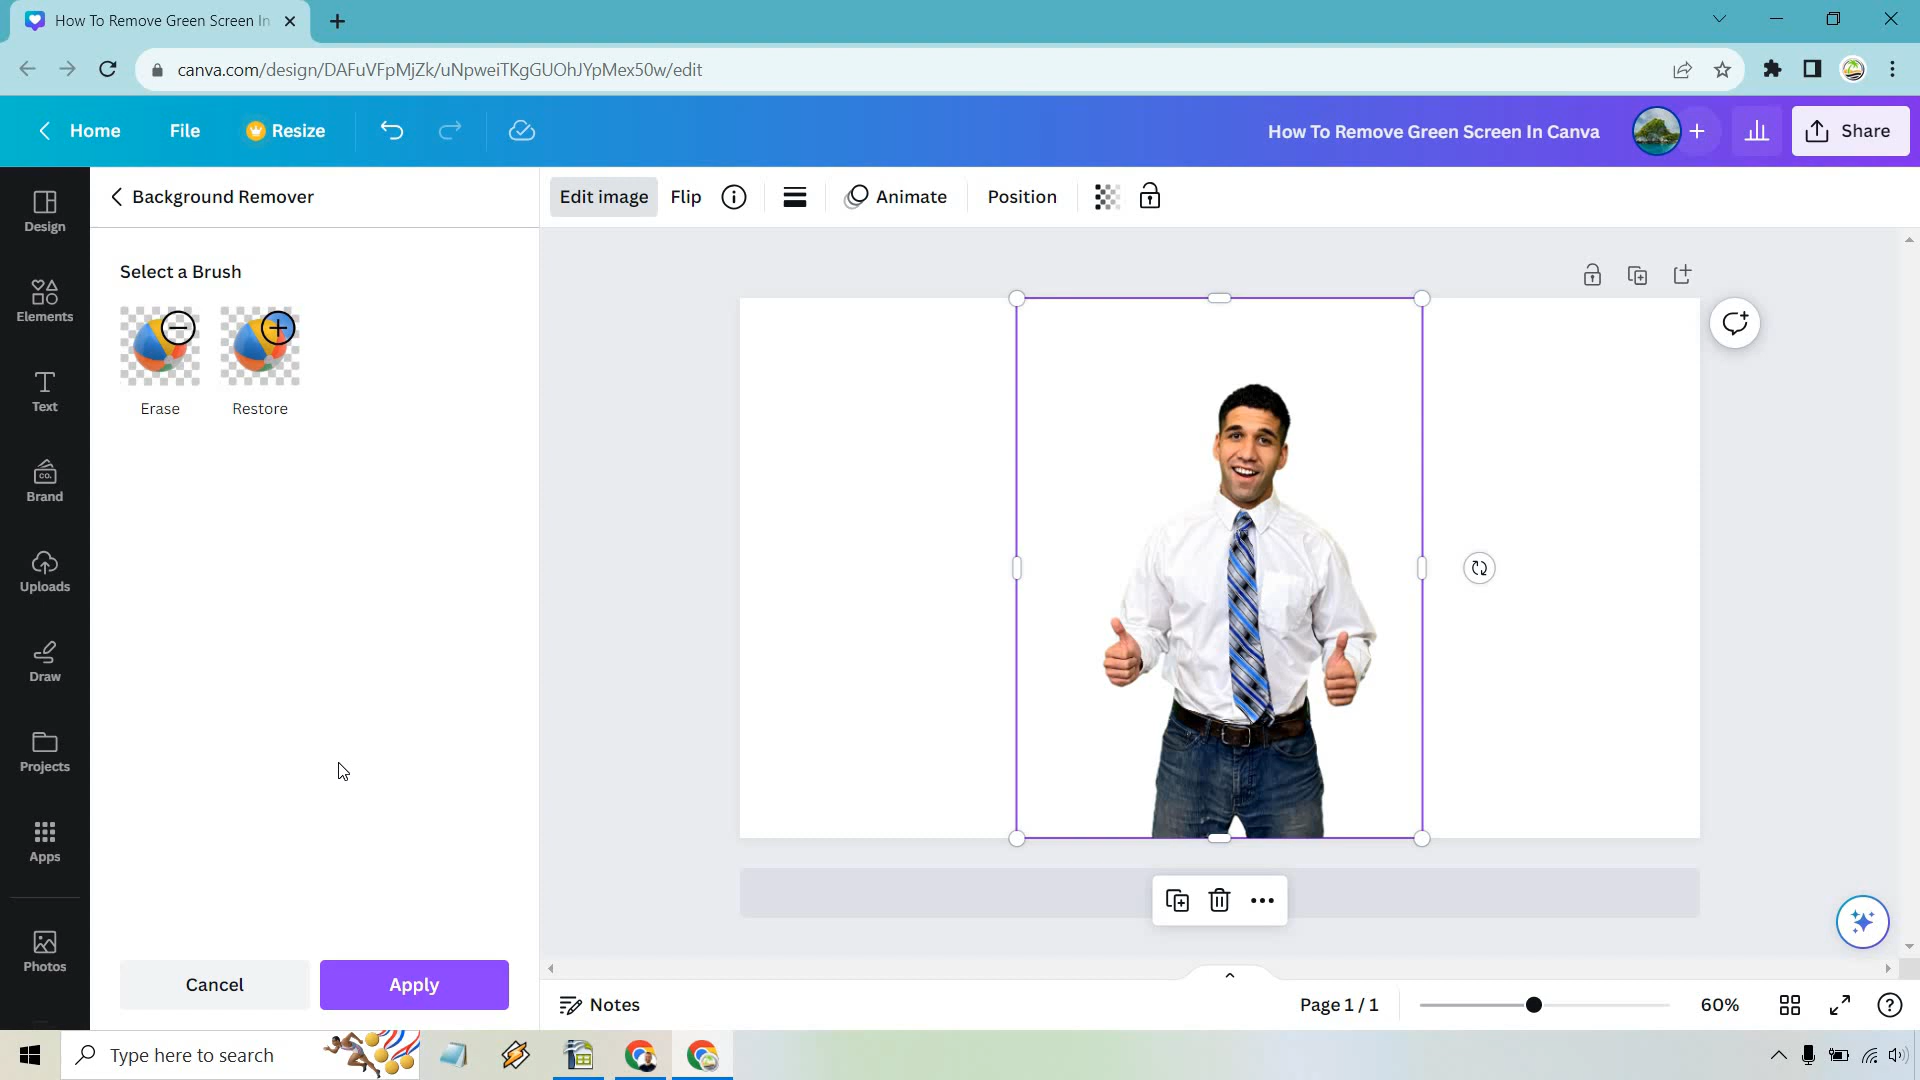 How To Remove Green Screen In
canva.com/design/DAFuVFpMjZk/uNpweiTKgGUOhJYpMex50w/edit
Home
File
Resize
How To Remove Green Screen In Canva
Share
Background Remover
Edit image
Flip
Animate
Position
Design
Elements
Text
CO.
Brand
Uploads
Draw
Projects
Apps
Photos
Select a Brush
Erase
Restore
Cancel
Apply
Notes
Page 1 / 1
60%
Type here to search